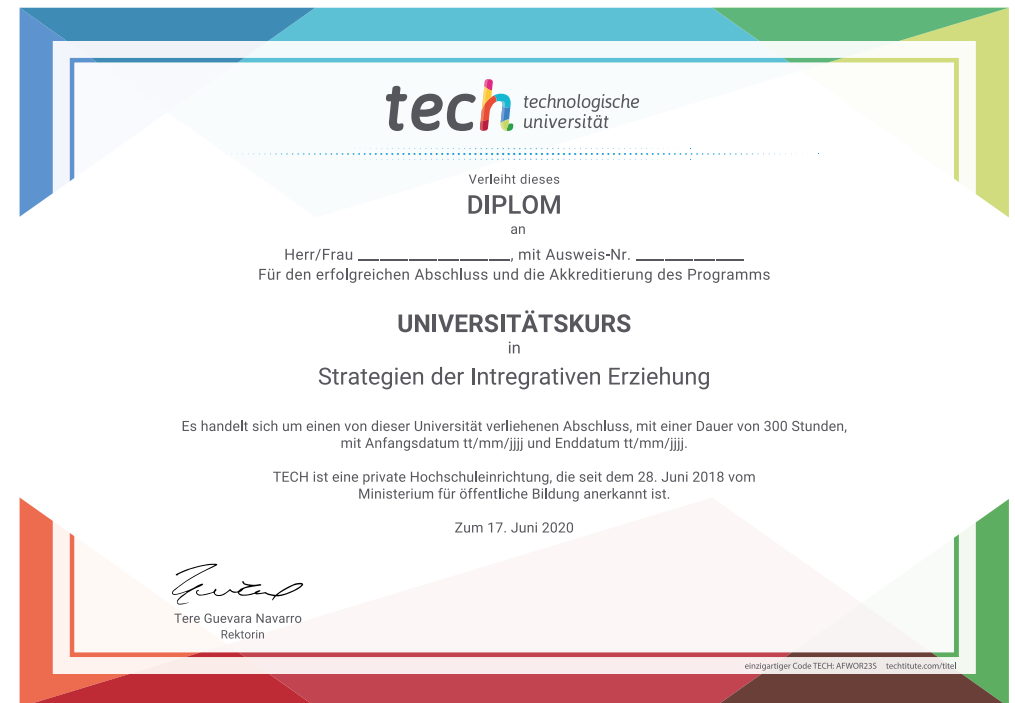 tech technologische
universität
Verleiht dieses
DIPLOM
an
Herr/Frau ________________, mit Ausweis-Nr. ____________
Für den erfolgreichen Abschluss und die Akkreditierung des Programms
UNIVERSITÄTSKURS
in
Strategien der Intregrativen Erziehung
Es handelt sich um einen von dieser Universität verliehenen Abschluss, mit einer Dauer von 300 Stunden,
mit Anfangsdatum tt/mm/jjjj und Enddatum tt/mm/jjjj.
TECH ist eine private Hochschuleinrichtung, die seit dem 28. Juni 2018 vom
Ministerium für öffentliche Bildung anerkannt ist.
Zum 17. Juni 2020
Tere Guevara Navarro
Rektorin
einzigartiger Code TECH: AFWOR23S techtitute.com/titel